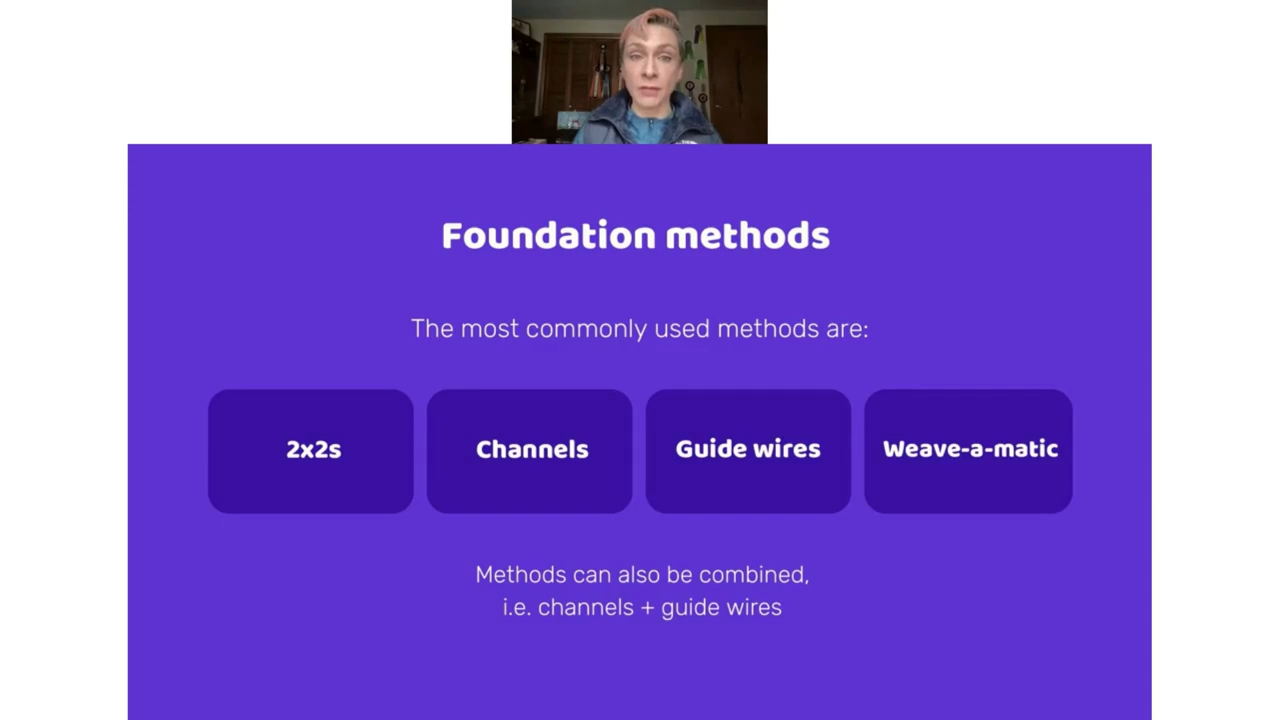 Foundation methods
The most commonly used methods are:
2x2s
Channels
Guide wires
Weave-a-matic
Methods can also be combined,
i.e. channels + guide wires